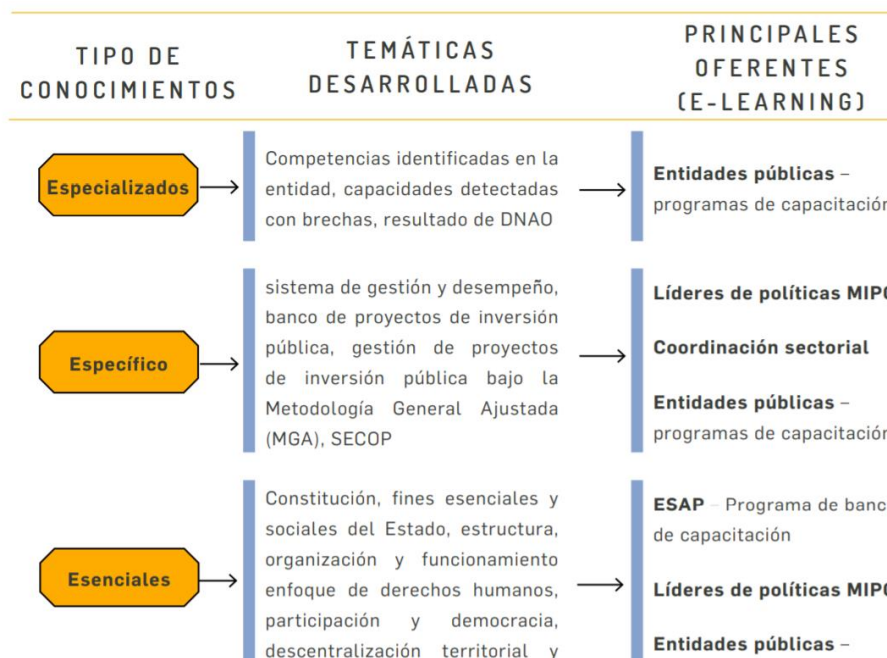 TIPO DE
CONOCIMIENTOS
TEMÁTICAS
DESARROLLADAS
PRINCIPALES
OFERENTES
(E-LEARNING)
Especializados
Competencias identificadas en la
entidad, capacidades detectadas
con brechas, resultado de DNAO
Entidades públicas –
programas de capacitación
Específico
sistema de gestión y desempeño,
banco de proyectos de inversión
pública, gestión de proyectos
de inversión pública bajo la
Metodología General Ajustada
(MGA), SECOP
Líderes de políticas MIPG
Coordinación sectorial
Entidades públicas –
programas de capacitación
Esenciales
Constitución, fines esenciales y
sociales del Estado, estructura,
organización y funcionamiento
enfoque de derechos humanos,
participación y democracia,
descentralización territorial y
ESAP – Programa de banc
de capacitación
Líderes de políticas MIPG
Entidades públicas –